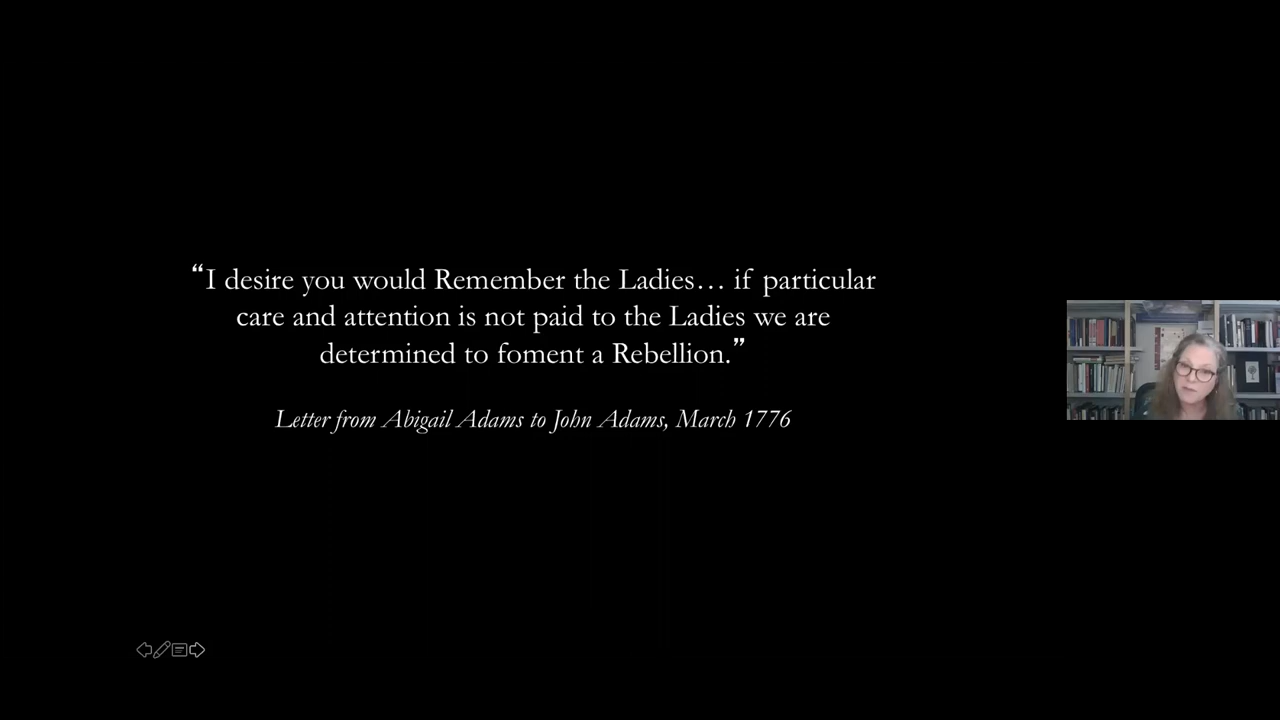 “I desire you would Remember the Ladies… if particular
care and attention is not paid to the Ladies we are
determined to foment a Rebellion.”
Letter from Abigail Adams to John Adams, March 1776